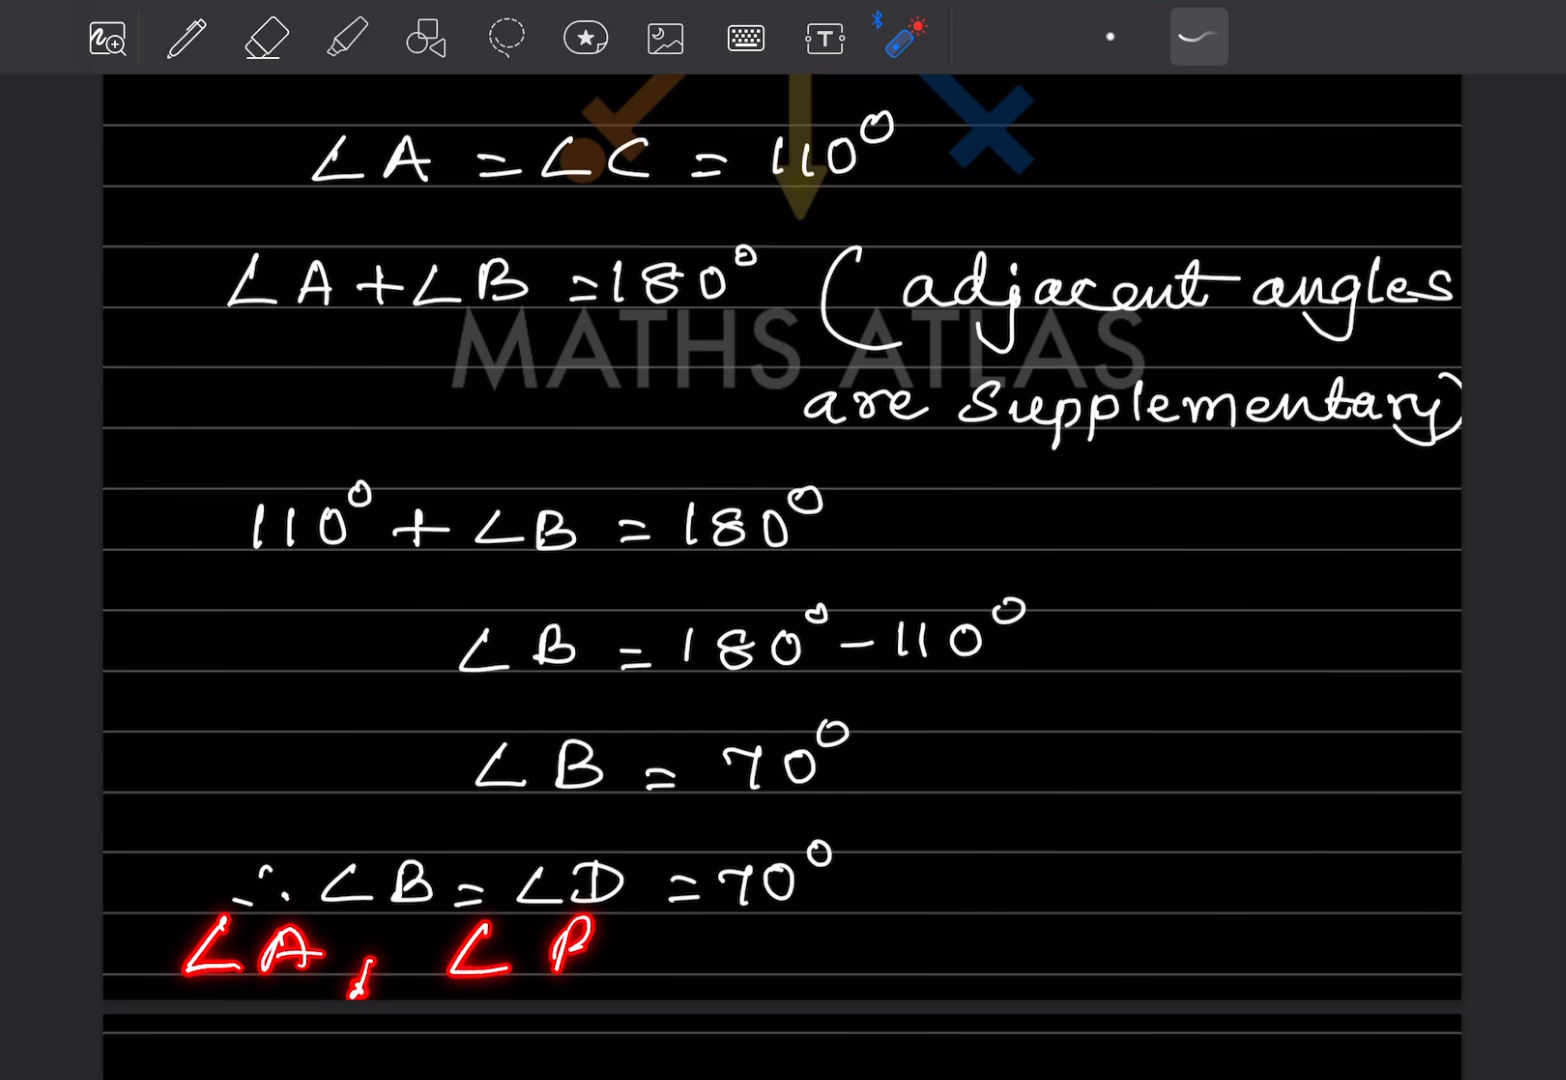 ∠A = ∠C = 110°
∠A + ∠B = 180° (adjacent angles
MATHS ATLAS
are supplementary)
110° + ∠B = 180°
∠B = 180° - 110°
∠B = 70°
∴ ∠B = ∠D = 70°
∠A, ∠